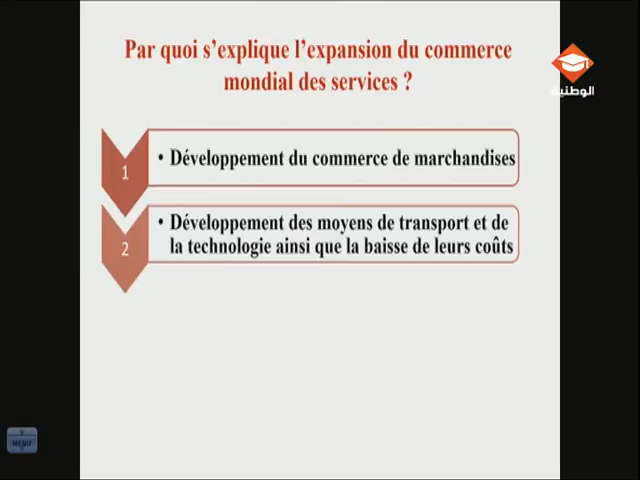 Par quoi s’explique l’expansion du commerce
mondial des services ?
الوطنية
1
• Développement du commerce de marchandises
2
• Développement des moyens de transport et de
la technologie ainsi que la baisse de leurs coûts
MENU